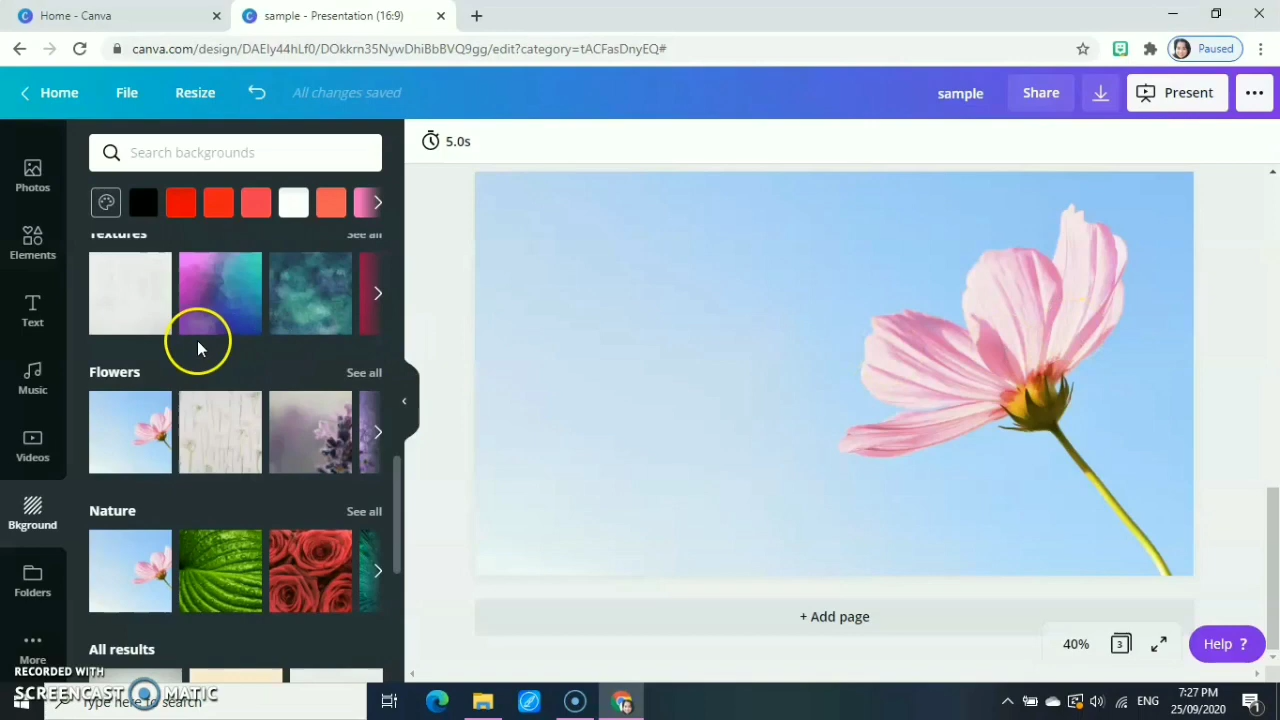 Home - Canva
sample - Presentation (16:9)
canva.com/design/DAEIy44hLf0/DOkkrn35NywDhiBbBVQ9gg/edit?category=tACFasDnyEQ#
Paused
Home
File
Resize
All changes saved
sample
Share
Present
Photos
Elements
Text
Music
Videos
Bkground
Folders
More
Search backgrounds
Textures
See all
Flowers
See all
Nature
See all
All results
5.0s
+ Add page
40%
3
Help ?
RECORDED WITH
SCREENCAST MATIC
Type here to search
ENG
7:27 PM
25/09/2020
1